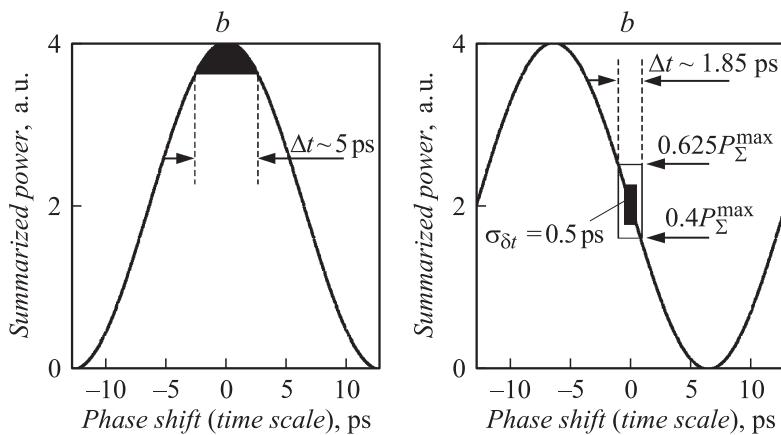 b
4
2
0
Summarized power, a. u.
Δt ~ 5 ps
–10 –5 0 5 10
Phase shift (time scale), ps
b
4
2
0
Summarized power, a. u.
Δt ~ 1.85 ps
0.625P_Σ^max
σ_δt = 0.5 ps
0.4P_Σ^max
–10 –5 0 5 10
Phase shift (time scale), ps